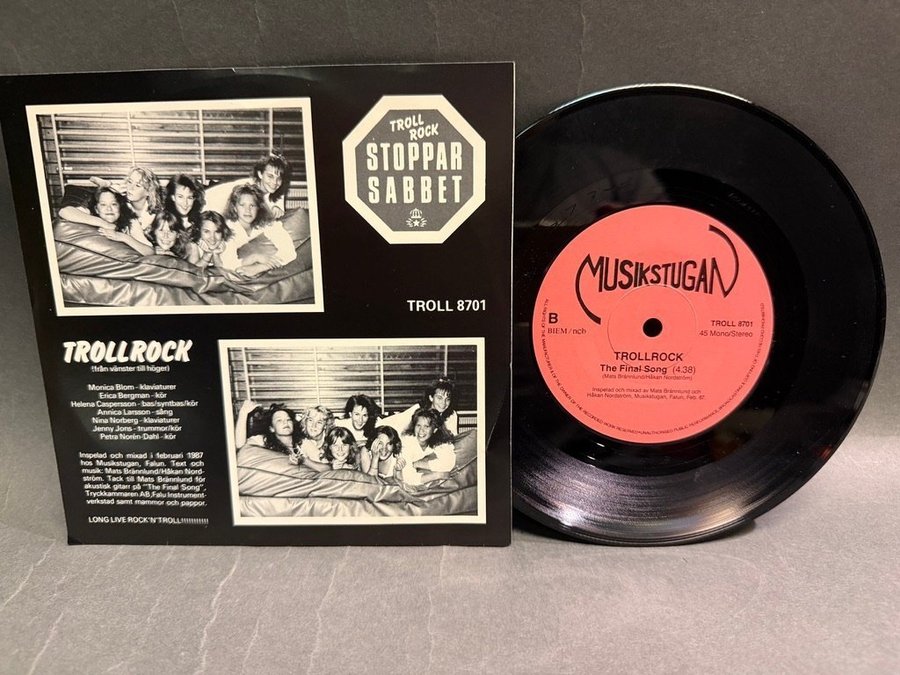 TROLL
ROCK
STOPPAR
SABBET
TROLL 8701
TROLLROCK
(från vänster till höger)
Monica Blom - klaviaturer
Erica Bergman - kör
Helena Caspersson - bas/syntbas/kör
Annica Larsson - sång
Nina Norberg - klaviaturer
Jenny Jons - trummor/kör
Petra Norén-Dahl - kör
Inspelad och mixad i februari 1987
hos Musikstugan, Falun. Text och
musik: Mats Brännlund/Håkan Nord-
ström. Tack till Mats Brännlund för
akustisk gitarr på "The Final Song",
Tryckkammaren AB, Falu Instrument-
verkstad samt mammor och pappor.
LONG LIVE ROCK'N'TROLL!!!!!!!!!!!
MUSIKSTUGAN
B
BIEM/ncb
TROLL 8701
45 Mono/Stereo
TROLLROCK
The Final Song (4.38)
(Mats Brännlund/Håkan Nordström)
Inspelad och mixad av Mats Brännlund och
Håkan Nordström, Musikstugan, Falun, Feb.